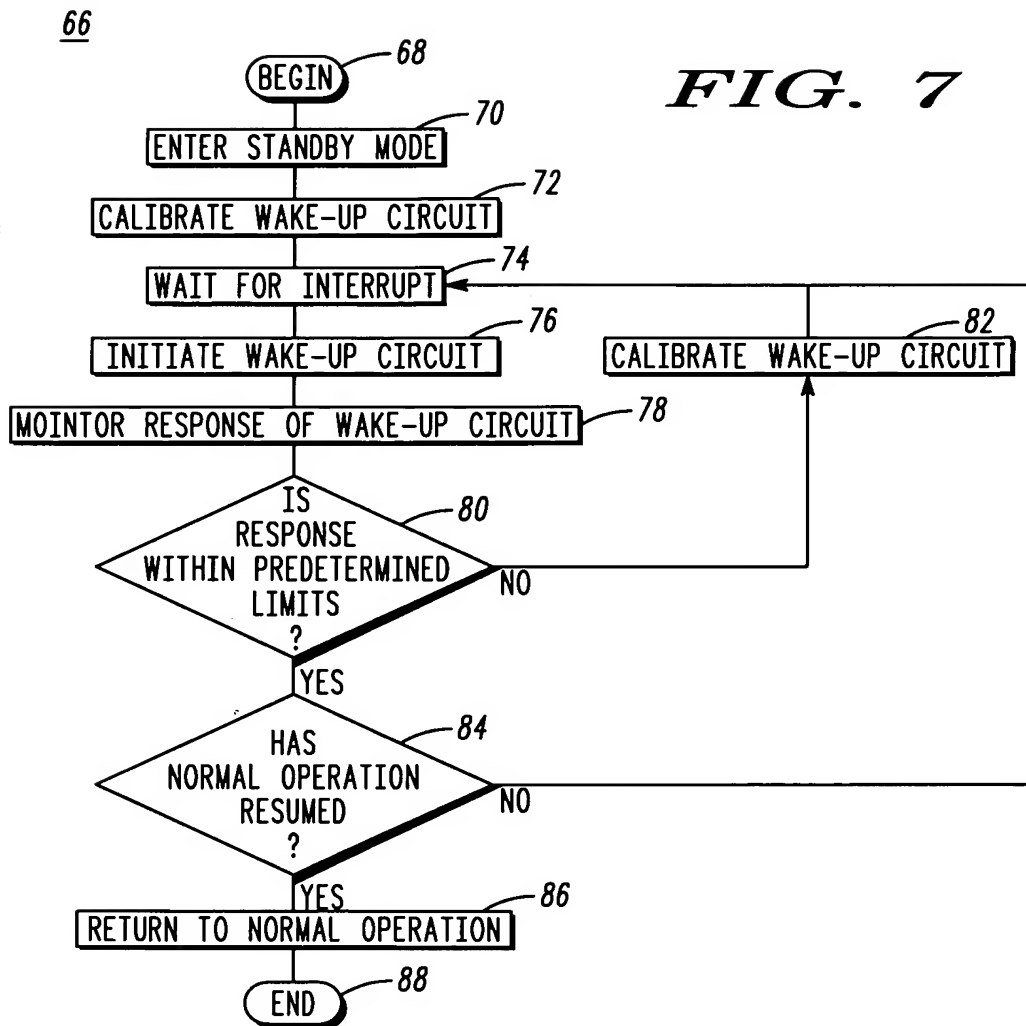 66
68
BEGIN
FIG. 7
70
ENTER STANDBY MODE
72
CALIBRATE WAKE-UP CIRCUIT
74
WAIT FOR INTERRUPT
76
INITIATE WAKE-UP CIRCUIT
82
CALIBRATE WAKE-UP CIRCUIT
78
MOINTOR RESPONSE OF WAKE-UP CIRCUIT
80
IS
RESPONSE
WITHIN PREDETERMINED
LIMITS
?
NO
YES
84
HAS
NORMAL OPERATION
RESUMED
?
NO
YES
86
RETURN TO NORMAL OPERATION
88
END